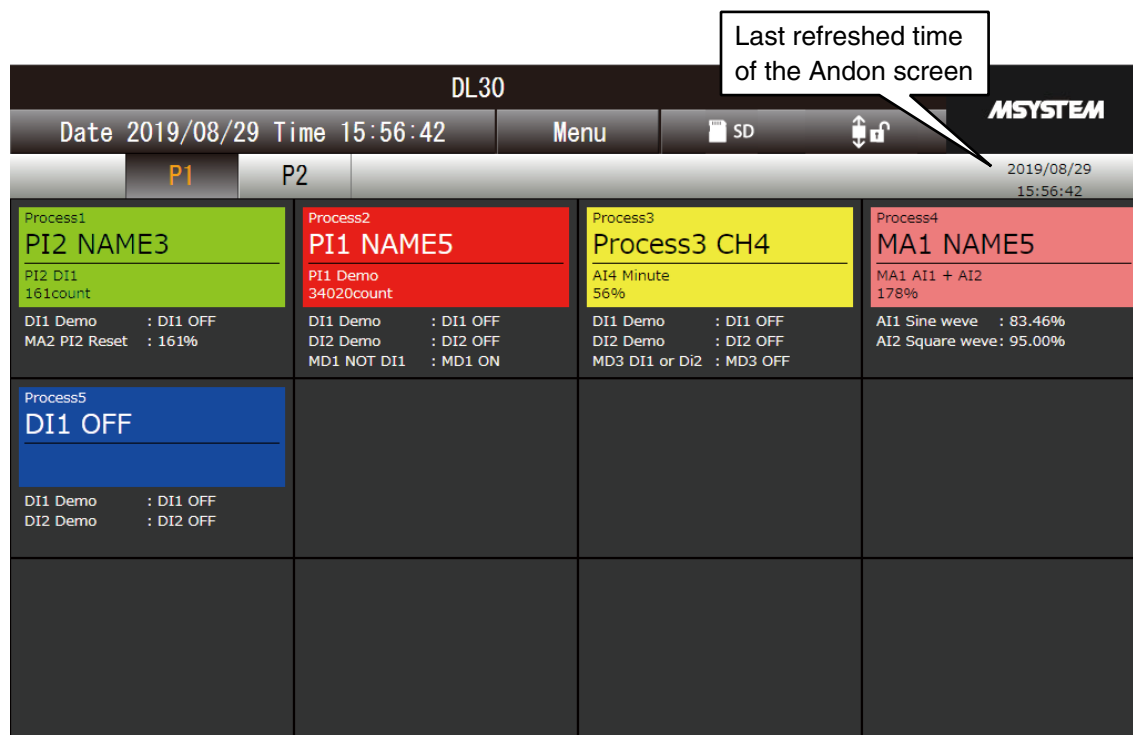 Last refreshed time
of the Andon screen
DL30
MSYSTEM
Date 2019/08/29 Time 15:56:42 Menu SD
P1 P2
2019/08/29
15:56:42
Process1
PI2 NAME3
PI2 DI1
161count
DI1 Demo : DI1 OFF
MA2 PI2 Reset : 161%
Process2
PI1 NAME5
PI1 Demo
34020count
DI1 Demo : DI1 OFF
DI2 Demo : DI2 OFF
MD1 NOT DI1 : MD1 ON
Process3
Process3 CH4
AI4 Minute
56%
DI1 Demo : DI1 OFF
DI2 Demo : DI2 OFF
MD3 DI1 or Di2 : MD3 OFF
Process4
MA1 NAME5
MA1 AI1 + AI2
178%
AI1 Sine weve : 83.46%
AI2 Square weve: 95.00%
Process5
DI1 OFF
DI1 Demo : DI1 OFF
DI2 Demo : DI2 OFF